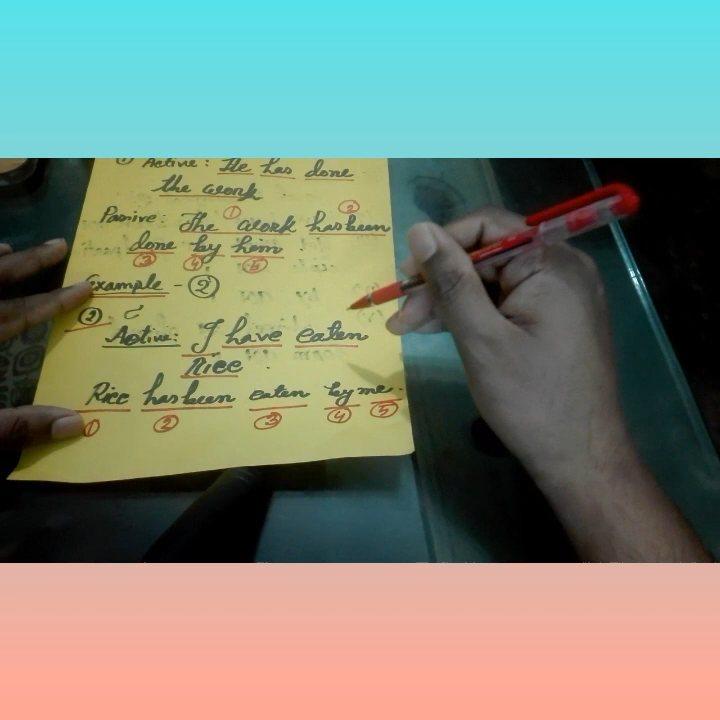 ① Active: He has done
the work.
① ②
Passive: The work has been
done by him
③ ④ ⑤
Example - ②
②
Active: I have eaten
Rice.
Rice has been eaten by me.
① ② ③ ④ ⑤